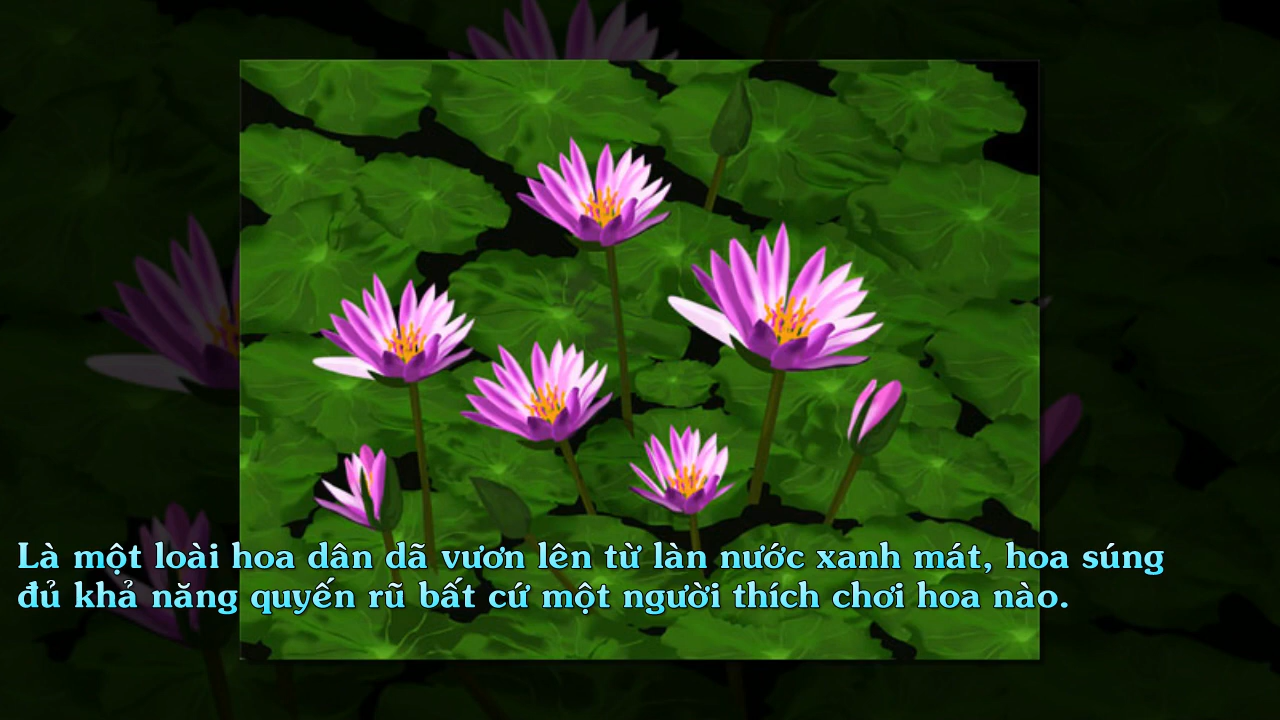 Là một loài hoa dân dã vươn lên từ làn nước xanh mát, hoa súng
đủ khả năng quyến rũ bất cứ một người thích chơi hoa nào.